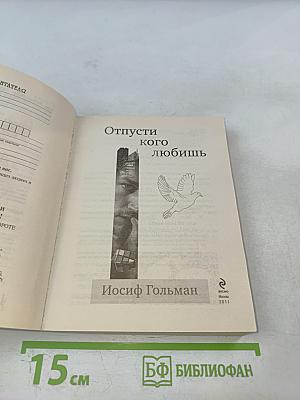 Отпусти
кого
любишь
Иосиф Гольман
Москва
2011
15 см
БФ БИБЛИОФАН